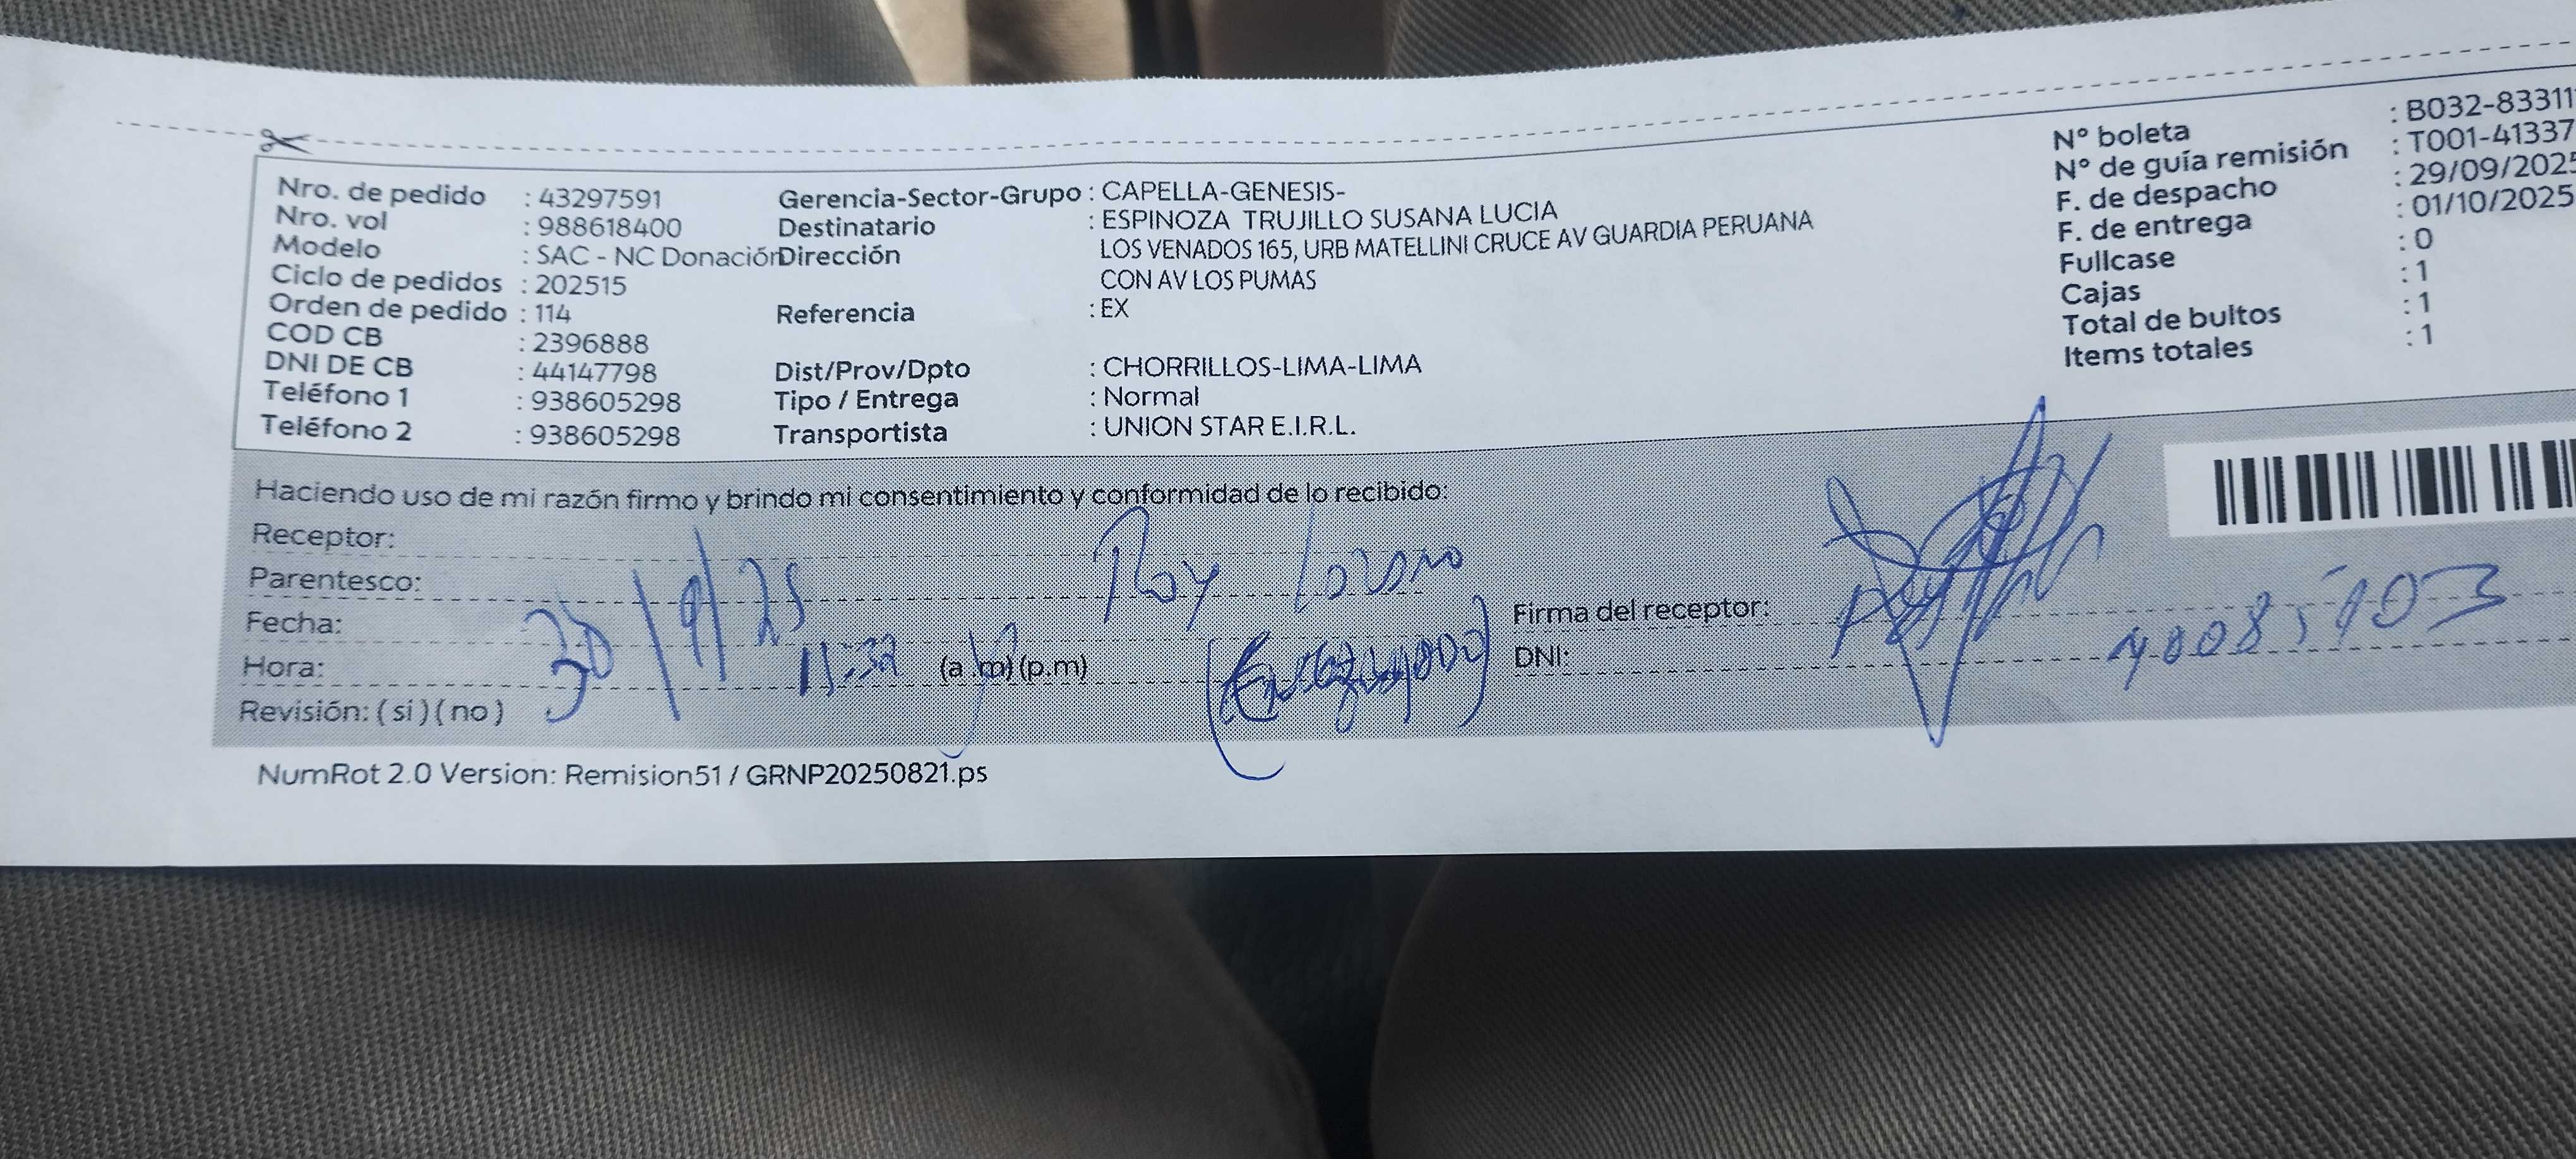 Nro. de pedido : 43297591
Nro. vol : 988618400
Modelo : SAC - NC Donación
Ciclo de pedidos : 202515
Orden de pedido : 114
COD CB : 2396888
DNI DE CB : 44147798
Teléfono 1 : 938605298
Teléfono 2 : 938605298
Gerencia-Sector-Grupo : CAPELLA-GENESIS-
Destinatario : ESPINOZA TRUJILLO SUSANA LUCIA
Dirección LOS VENADOS 165, URB MATELLINI CRUCE AV GUARDIA PERUANA
CON AV LOS PUMAS
Referencia : EX
Dist/Prov/Dpto : CHORRILLOS-LIMA-LIMA
Tipo / Entrega : Normal
Transportista : UNION STAR E.I.R.L.
N° boleta : B032-83311
N° de guía remisión : T001-41337
F. de despacho : 29/09/2025
F. de entrega : 01/10/2025
Fullcase : 0
Cajas : 1
Total de bultos : 1
Items totales : 1
Haciendo uso de mi razón firmo y brindo mi consentimiento y conformidad de lo recibido:
Receptor:
Parentesco: Roy
Fecha: 30/9/25
Hora: 11:32 (a.m) (p.m)
Revisión: (si) (no)
Firma del receptor:
DNI:
NumRot 2.0 Version: Remision51 / GRNP20250821.ps